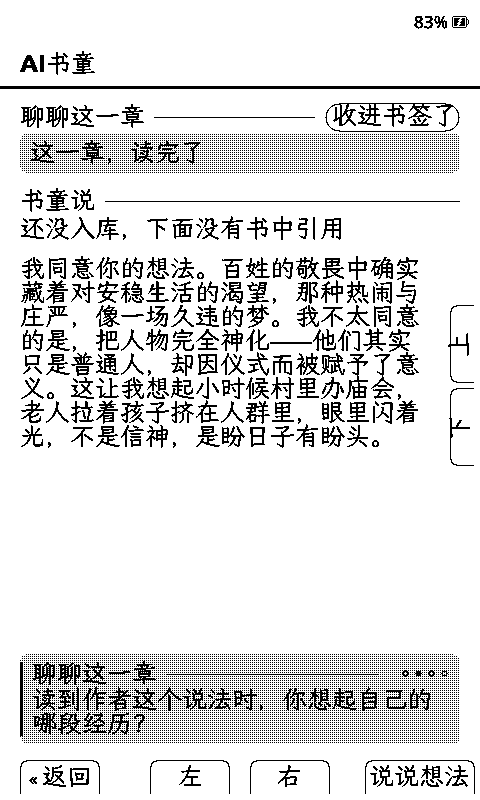 83%
AI书童
聊聊这一章
收进书签了
这一章，读完了
书童说
还没入库，下面没有书中引用
我同意你的想法。百姓的敬畏中确实
藏着对安稳生活的渴望，那种热闹与
庄严，像一场久违的梦。我不太同意
的是，把人物完全神化——他们其实
只是普通人，却因仪式而被赋予了意
义。这让我想起小时候村里办庙会，
老人拉着孩子挤在人群里，眼里闪着
光，不是信神，是盼日子有盼头。
上
下
聊聊这一章
读到作者这个说法时，你想起自己的
哪段经历？
«返回
左
右
说说想法